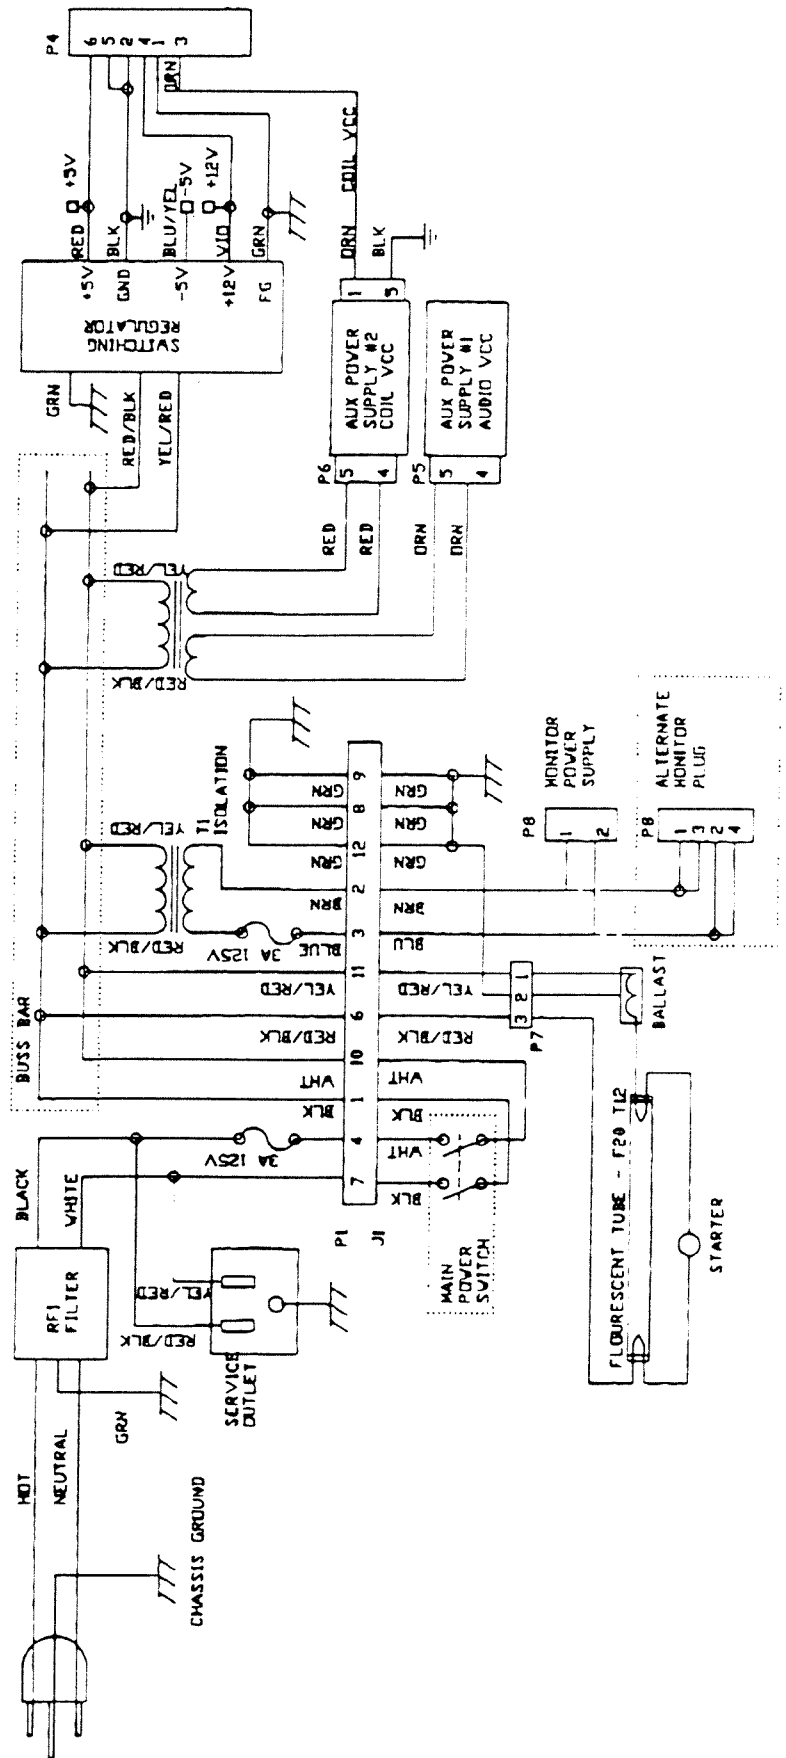 HOT
NEUTRAL
GRN
CHASSIS GROUND
RFI
FILTER
BLACK
WHITE
SERVICE
OUTLET
RED/BLK
YEL/RED
3A 125V
BUSS BAR
P1
J1
7
4
1
10
6
11
3
2
12
8
9
BLK
WHT
RED/BLK
YEL/RED
BLUE
BRN
GRN
GRN
GRN
BLK
WHT
BLK
WHT
RED/BLK
YEL/RED
BLU
BRN
GRN
GRN
GRN
MAIN
POWER
SWITCH
3A 125V
RED/BLK
YEL/RED
T1
ISOLATION
P7
3
2
1
BALLAST
FLOURESCENT TUBE - F20 T12
STARTER
MONITOR
POWER
SUPPLY
P8
1
2
ALTERNATE
MONITOR
PLUG
P8
1
3
2
4
RED/BLK
YEL/RED
RED
RED
ORN
ORN
P6
5
4
P5
5
4
AUX POWER
SUPPLY #2
COIL VCC
AUX POWER
SUPPLY #1
AUDIO VCC
1
5
ORN
BLK
COIL VCC
GRN
RED/BLK
YEL/RED
SWITCHING
REGULATOR
+5V
GND
-5V
+12V
FG
RED
BLK
BLU/YEL
VIO
GRN
+5V
-5V
+12V
P4
6
5
2
4
1
3
ORN